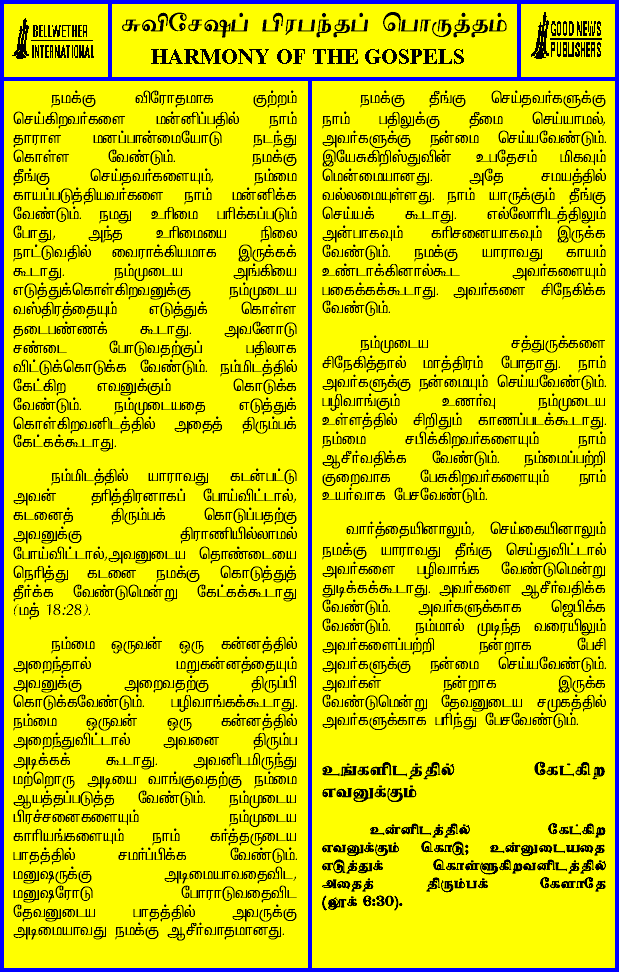 BELLWETHER
INTERNATIONAL
சுவிசேஷப் பிரபந்தப் பொருத்தம்
HARMONY OF THE GOSPELS
GOOD NEWS
PUBLISHERS
நமக்கு விரோதமாக குற்றம்
செய்கிறவர்களை மன்னிப்பதில் நாம்
தாராள மனப்பான்மையோடு நடந்து
கொள்ள வேண்டும். நமக்கு
தீங்கு செய்தவர்களையும், நம்மை
காயப்படுத்தியவர்களை நாம் மன்னிக்க
வேண்டும். நமது உரிமை பரிக்கப்படும்
போது, அந்த உரிமையை நிலை
நாட்டுவதில் வைராக்கியமாக இருக்கக்
கூடாது. நம்முடைய அங்கியை
எடுத்துக்கொள்கிறவனுக்கு நம்முடைய
வஸ்திரத்தையும் எடுத்துக் கொள்ள
தடைபண்ணக் கூடாது. அவனோடு
சண்டை போடுவதற்குப் பதிலாக
விட்டுக்கொடுக்க வேண்டும். நம்மிடத்தில்
கேட்கிற எவனுக்கும் கொடுக்க
வேண்டும். நம்முடையதை எடுத்துக்
கொள்கிறவனிடத்தில் அதைத் திரும்பக்
கேட்கக்கூடாது.
நம்மிடத்தில் யாராவது கடன்பட்டு
அவன் தரித்திரனாகப் போய்விட்டால்,
கடனைத் திரும்பக் கொடுப்பதற்கு
அவனுக்கு திராணியில்லாமல்
போய்விட்டால்,அவனுடைய தொண்டையை
நெரித்து கடனை நமக்கு கொடுத்துத்
தீர்க்க வேண்டுமென்று கேட்கக்கூடாது
(மத் 18:28).
நம்மை ஒருவன் ஒரு கன்னத்தில்
அறைந்தால் மறுகன்னத்தையும்
அவனுக்கு அறைவதற்கு திருப்பி
கொடுக்கவேண்டும். பழிவாங்கக்கூடாது.
நம்மை ஒருவன் ஒரு கன்னத்தில்
அறைந்துவிட்டால் அவனை திரும்ப
அடிக்கக் கூடாது. அவனிடமிருந்து
மற்றொரு அடியை வாங்குவதற்கு நம்மை
ஆயத்தப்படுத்த வேண்டும். நம்முடைய
பிரச்சனைகளையும் நம்முடைய
காரியங்களையும் நாம் கர்த்தருடைய
பாதத்தில் சமர்ப்பிக்க வேண்டும்.
மனுஷருக்கு அடிமையாவதைவிட,
மனுஷரோடு போராடுவதைவிட
தேவனுடைய பாதத்தில் அவருக்கு
அடிமையாவது நமக்கு ஆசீர்வாதமானது.
நமக்கு தீங்கு செய்தவர்களுக்கு
நாம் பதிலுக்கு தீமை செய்யாமல்,
அவர்களுக்கு நன்மை செய்யவேண்டும்.
இயேசுகிறிஸ்துவின் உபதேசம் மிகவும்
மென்மையானது. அதே சமயத்தில்
வல்லமையுள்ளது. நாம் யாருக்கும் தீங்கு
செய்யக் கூடாது. எல்லோரிடத்திலும்
அன்பாகவும் கரிசனையாகவும் இருக்க
வேண்டும். நமக்கு யாராவது காயம்
உண்டாக்கினால்கூட அவர்களையும்
பகைக்கக்கூடாது. அவர்களை சிநேகிக்க
வேண்டும்.
நம்முடைய சத்துருக்களை
சிநேகித்தால் மாத்திரம் போதாது. நாம்
அவர்களுக்கு நன்மையும் செய்யவேண்டும்.
பழிவாங்கும் உணர்வு நம்முடைய
உள்ளத்தில் சிறிதும் காணப்படக்கூடாது.
நம்மை சபிக்கிறவர்களையும் நாம்
ஆசீர்வதிக்க வேண்டும். நம்மைப்பற்றி
குறைவாக பேசுகிறவர்களையும் நாம்
உயர்வாக பேசவேண்டும்.
வார்த்தையினாலும், செய்கையினாலும்
நமக்கு யாராவது தீங்கு செய்துவிட்டால்
அவர்களை பழிவாங்க வேண்டுமென்று
துடிக்கக்கூடாது. அவர்களை ஆசீர்வதிக்க
வேண்டும். அவர்களுக்காக ஜெபிக்க
வேண்டும். நம்மால் முடிந்த வரையிலும்
அவர்களைப்பற்றி நன்றாக பேசி
அவர்களுக்கு நன்மை செய்யவேண்டும்.
அவர்கள் நன்றாக இருக்க
வேண்டுமென்று தேவனுடைய சமுகத்தில்
அவர்களுக்காக பரிந்து பேசவேண்டும்.
உங்களிடத்தில் கேட்கிற
எவனுக்கும்
உன்னிடத்தில் கேட்கிற
எவனுக்கும் கொடு; உன்னுடையதை
எடுத்துக் கொள்ளுகிறவனிடத்தில்
அதைத் திரும்பக் கேளாதே
(லூக் 6:30).